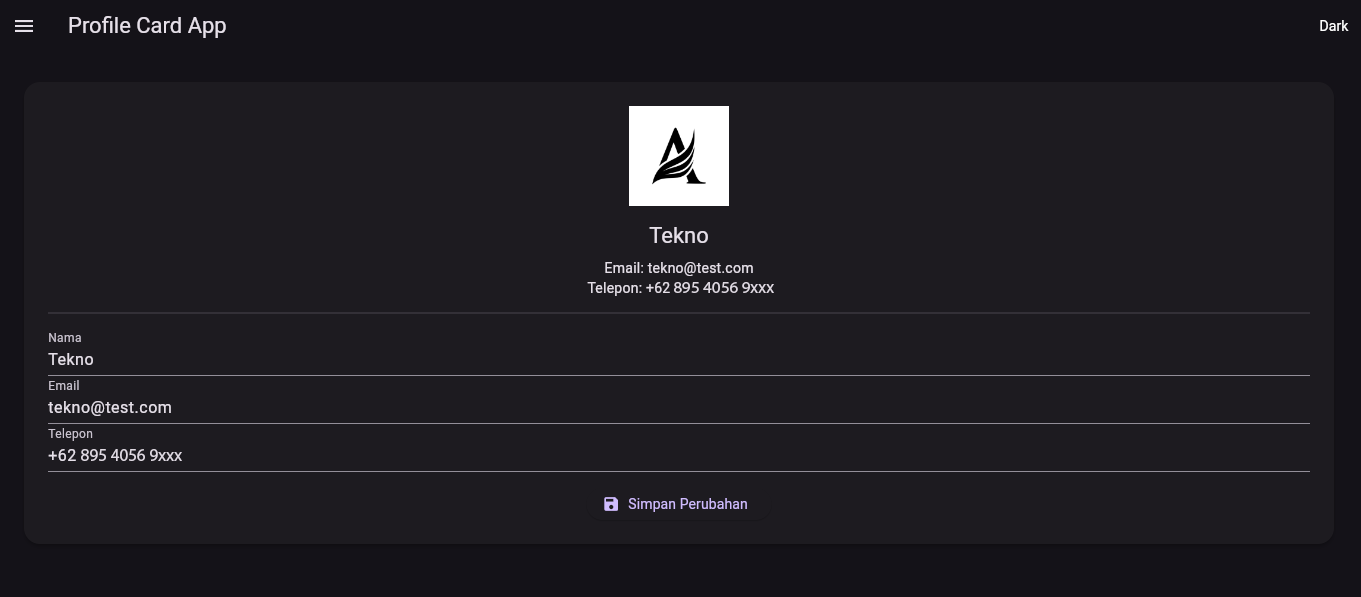 Profile Card App
Dark
Tekno
Email: tekno@test.com
Telepon: +62 895 4056 9xxx
Nama
Tekno
Email
tekno@test.com
Telepon
+62 895 4056 9xxx
Simpan Perubahan